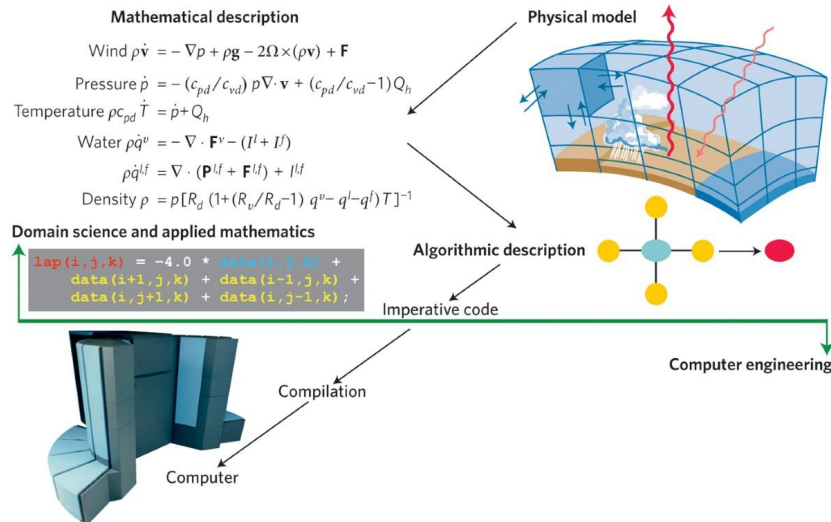 Mathematical description
Physical model
Wind ρv̇ = − ∇p + ρg − 2Ω×(ρv) + F
Pressure ṗ = − (c_pd/c_vd) p∇· v + (c_pd/c_vd−1)Q_h
Temperature ρc_pd Ṫ = ṗ+ Q_h
Water ρq̇^v = − ∇ · F^v − (I^l + I^f)
ρq̇^l,f = ∇ · (P^l,f + F^l,f) + I^l,f
Density ρ = p[R_d (1+(R_v/R_d−1) q^v− q^l−q^f)T]^−1
Domain science and applied mathematics
Algorithmic description
lap(i,j,k) = -4.0 * data(i,j,k) +
data(i+1,j,k) + data(i-1,j,k) +
data(i,j+1,k) + data(i,j-1,k);
Imperative code
Computer engineering
Compilation
Computer